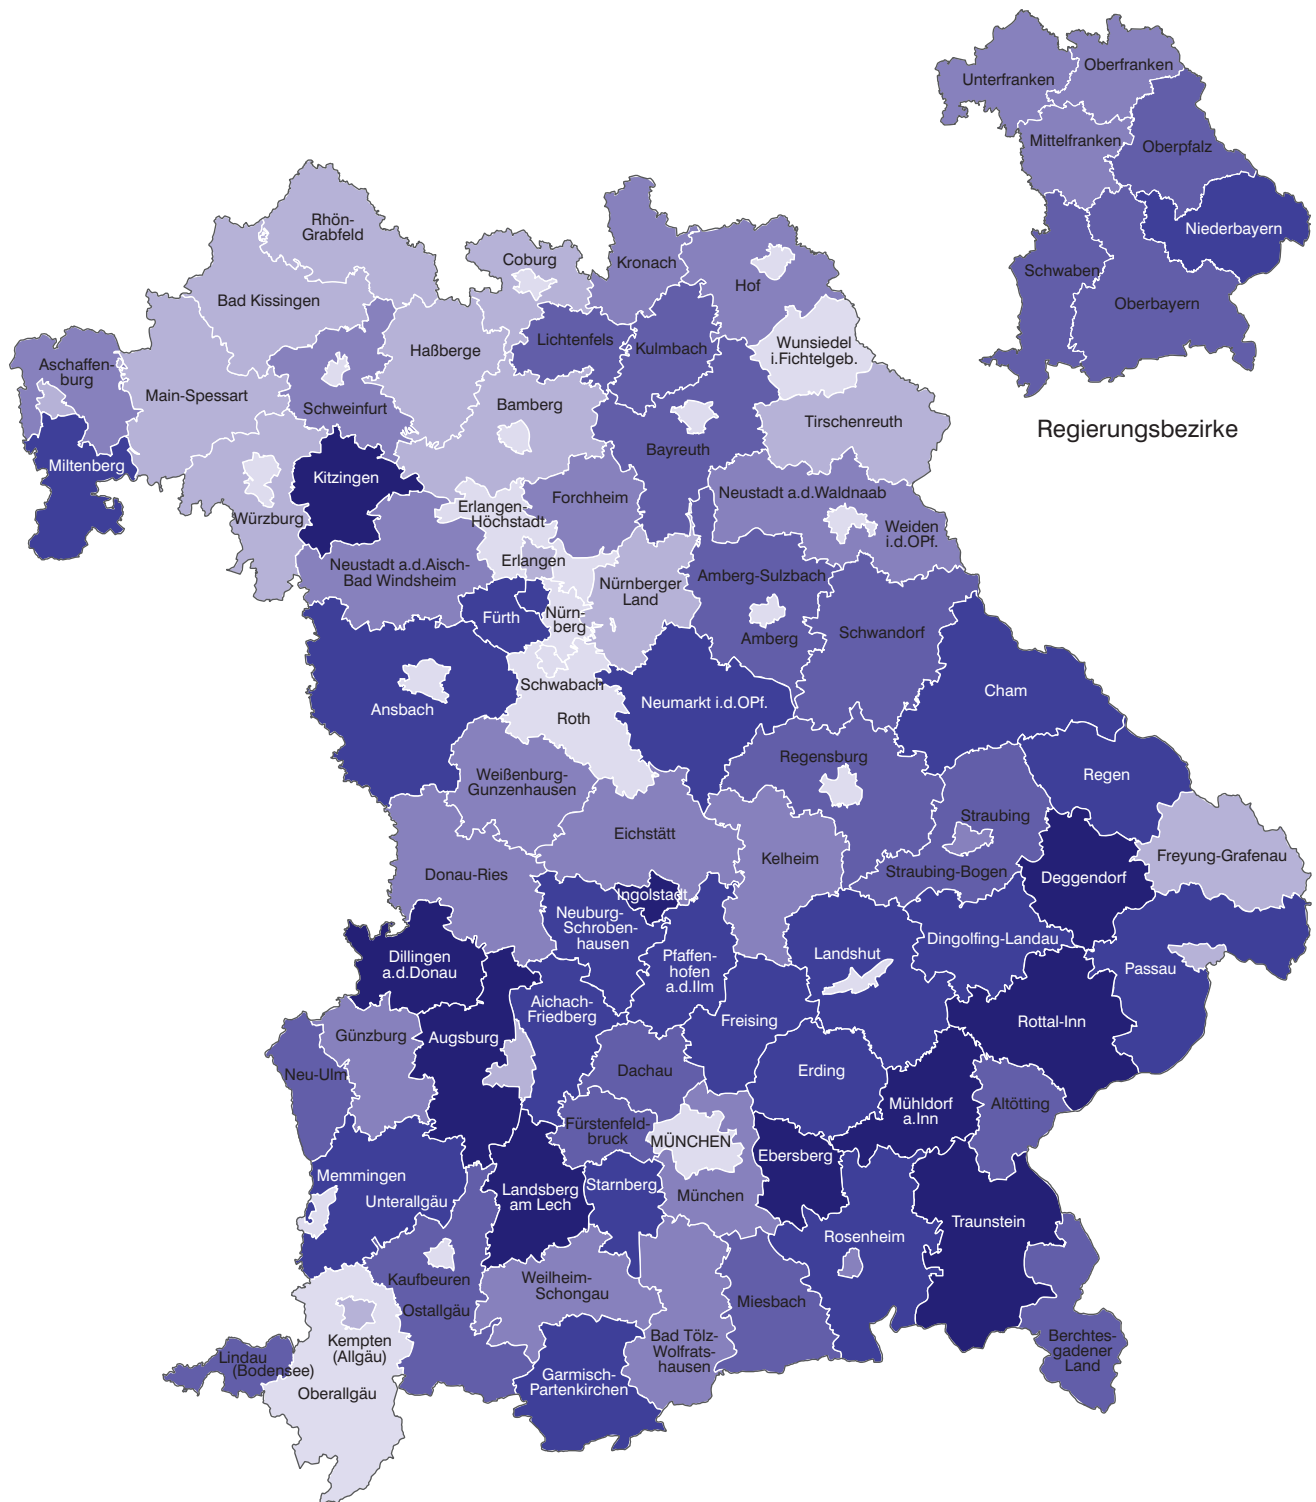 Unterfranken
Oberfranken
Mittelfranken
Oberpfalz
Niederbayern
Schwaben
Oberbayern
Regierungsbezirke
Rhön-
Grabfeld
Coburg
Kronach
Hof
Bad Kissingen
Lichtenfels
Kulmbach
Wunsiedel
i.Fichtelgeb.
Haßberge
Aschaffen-
burg
Main-Spessart
Schweinfurt
Bamberg
Tirschenreuth
Bayreuth
Miltenberg
Kitzingen
Forchheim
Neustadt a.d.Waldnaab
Würzburg
Erlangen-
Höchstadt
Weiden
i.d.OPf.
Neustadt a.d.Aisch-
Bad Windsheim
Erlangen
Nürnberger
Land
Amberg-Sulzbach
Fürth
Nürn-
berg
Amberg
Schwandorf
Schwabach
Ansbach
Roth
Neumarkt i.d.OPf.
Cham
Regensburg
Regen
Weißenburg-
Gunzenhausen
Eichstätt
Straubing
Kelheim
Freyung-Grafenau
Donau-Ries
Straubing-Bogen
Deggendorf
Ingolstadt
Neuburg-
Schroben-
hausen
Dingolfing-Landau
Dillingen
a.d.Donau
Pfaffen-
hofen
a.d.Ilm
Landshut
Passau
Aichach-
Friedberg
Freising
Rottal-Inn
Günzburg
Augsburg
Neu-Ulm
Dachau
Erding
Mühldorf
a.Inn
Altötting
Fürstenfeld-
bruck
MÜNCHEN
Ebersberg
Memmingen
Unterallgäu
Landsberg
am Lech
Starnberg
München
Traunstein
Rosenheim
Kaufbeuren
Weilheim-
Schongau
Ostallgäu
Miesbach
Kempten
(Allgäu)
Bad Tölz-
Wolfrats-
hausen
Berchtes-
gadener
Land
Lindau
(Bodensee)
Oberallgäu
Garmisch-
Partenkirchen